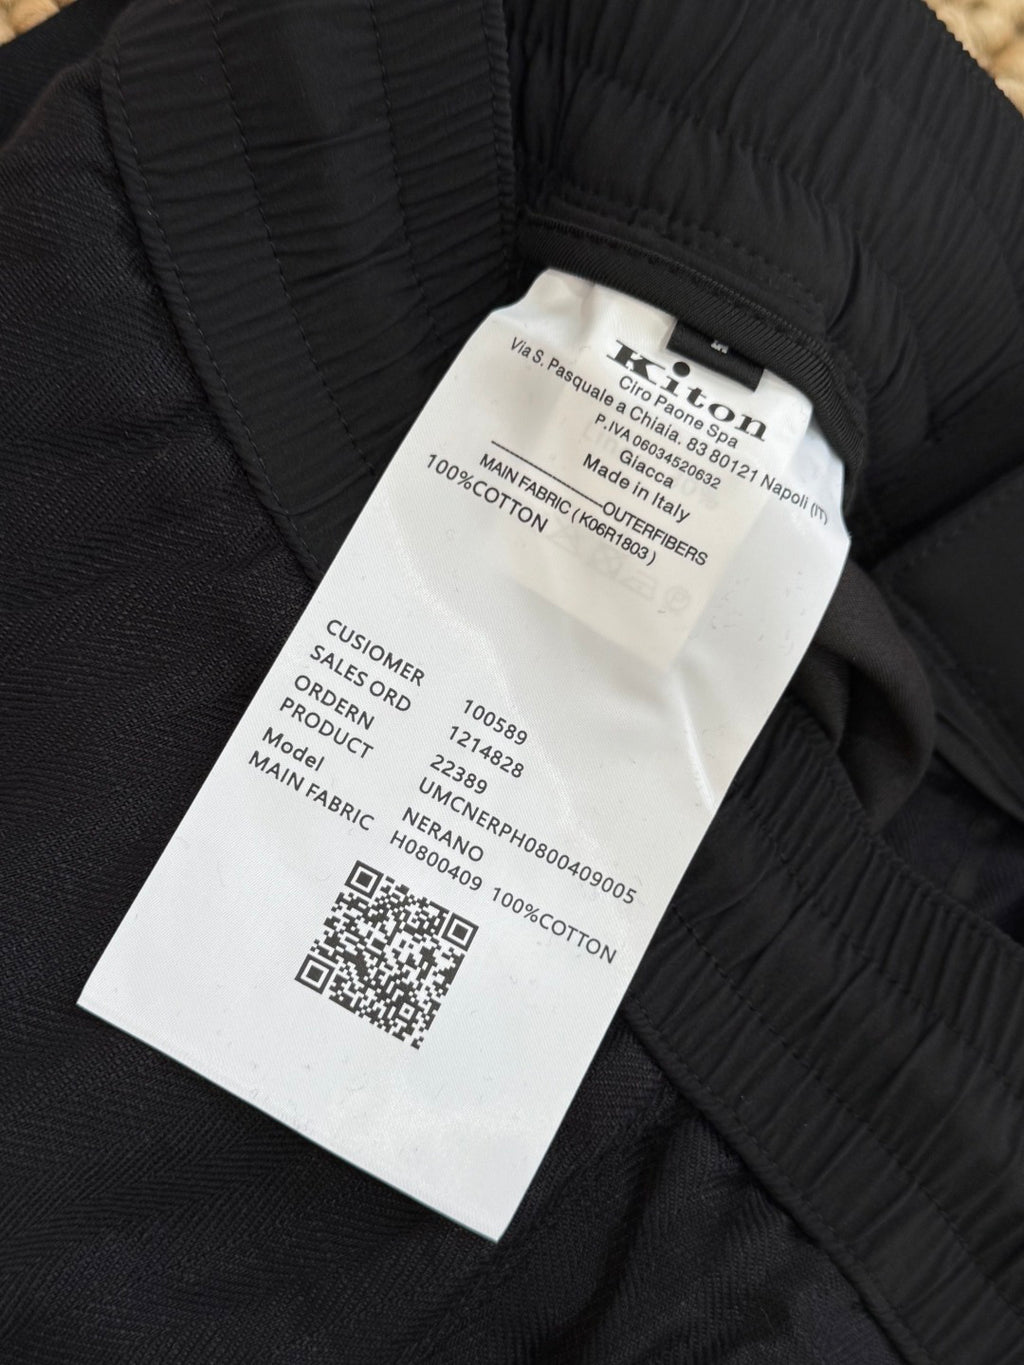 Kiton
Ciro Paone Spa
Via S. Pasquale a Chiaia. 83 80121 Napoli (IT)
P.IVA 06034520632
Giacca
Made in Italy
OUTERFIBERS
MAIN FABRIC ( K06R1803 )
100%COTTON
CUSIOMER 100589
SALES ORD 1214828
ORDERN 22389
PRODUCT UMCNERPH0800409005
Model NERANO
MAIN FABRIC H0800409 100%COTTON